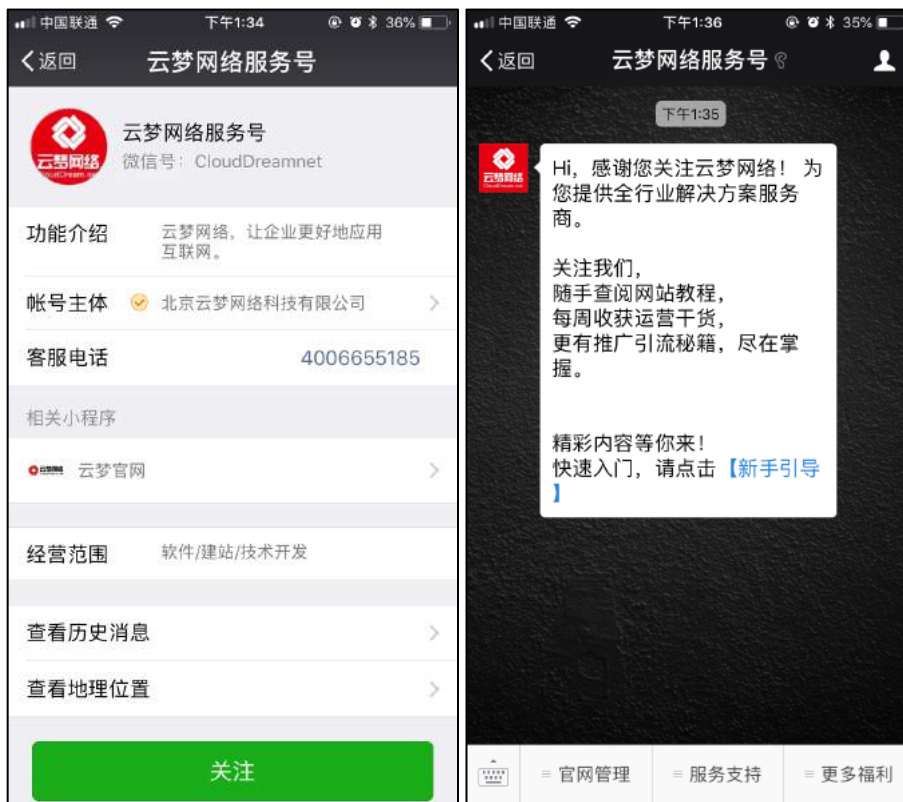 中国联通 下午1:34 36%
返回 云梦网络服务号
云梦网络
CloudDream.net
云梦网络服务号
微信号: CloudDreamnet
功能介绍 云梦网络，让企业更好地应用
互联网。
帐号主体 北京云梦网络科技有限公司
客服电话 4006655185
相关小程序
云梦官网
经营范围 软件/建站/技术开发
查看历史消息
查看地理位置
关注
中国联通 下午1:36 35%
返回 云梦网络服务号
下午1:35
云梦网络
CloudDream.net
Hi，感谢您关注云梦网络！为
您提供全行业解决方案服务
商。
关注我们，
随手查阅网站教程，
每周收获运营干货，
更有推广引流秘籍，尽在掌
握。
精彩内容等你来！
快速入门，请点击【新手引导
】
官网管理 服务支持 更多福利